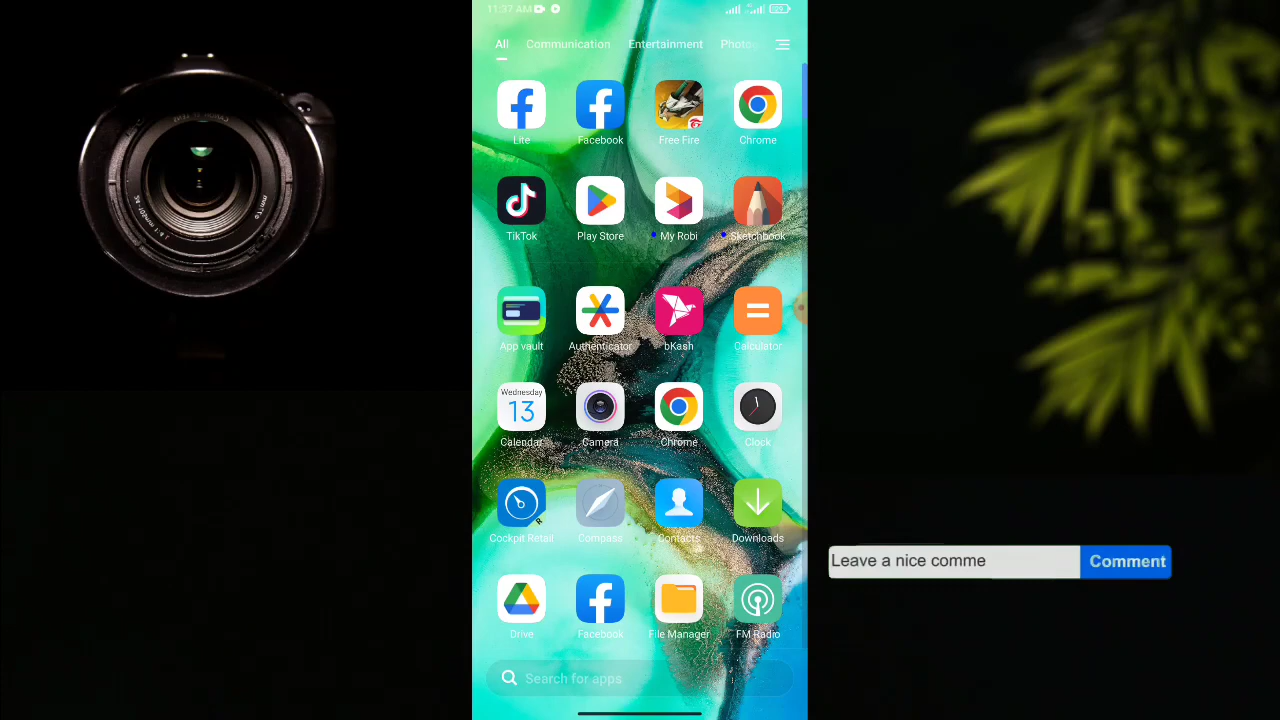 11:37 AM
All Communication Entertainment Photo
Lite Facebook Free Fire Chrome
TikTok Play Store My Robi Sketchbook
App vault Authenticator bKash Calculator
Wednesday
13
Calendar Camera Chrome Clock
Cockpit Retail Compass Contacts Downloads
Drive Facebook File Manager FM Radio
Search for apps
Leave a nice comme Comment